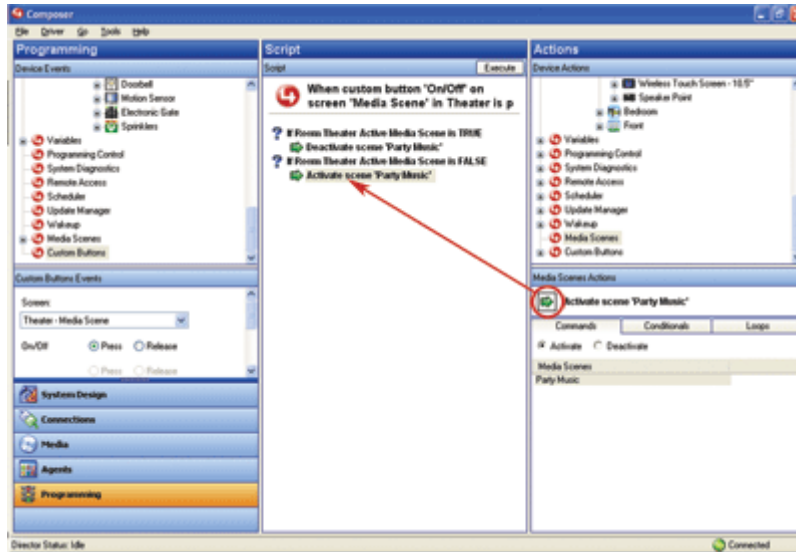 Composer
File Driver Go Tools Help
Programming
Device Events
Doorbell
Motion Sensor
Electronic Gate
Sprinklers
Variables
Programming Control
System Diagnostics
Remote Access
Scheduler
Update Manager
Wakeup
Media Scenes
Custom Buttons
Custom Buttons Events
Screen:
Theater - Media Scene
On/Off Press Release
Press Release
System Design
Connections
Media
Agents
Programming
Director Status: Idle
Script
Script Execute
When custom button 'On/Off' on
screen 'Media Scene' in Theater is p
If Room Theater Active Media Scene is TRUE
Deactivate scene 'Party Music'
If Room Theater Active Media Scene is FALSE
Activate scene 'Party Music'
Actions
Device Actions
Wireless Touch Screen - 10.5"
Speaker Point
Bedroom
Front
Variables
Programming Control
System Diagnostics
Remote Access
Scheduler
Update Manager
Wakeup
Media Scenes
Custom Buttons
Media Scenes Actions
Activate scene 'Party Music'
Commands Conditionals Loops
Activate Deactivate
Media Scenes
Party Music
Connected